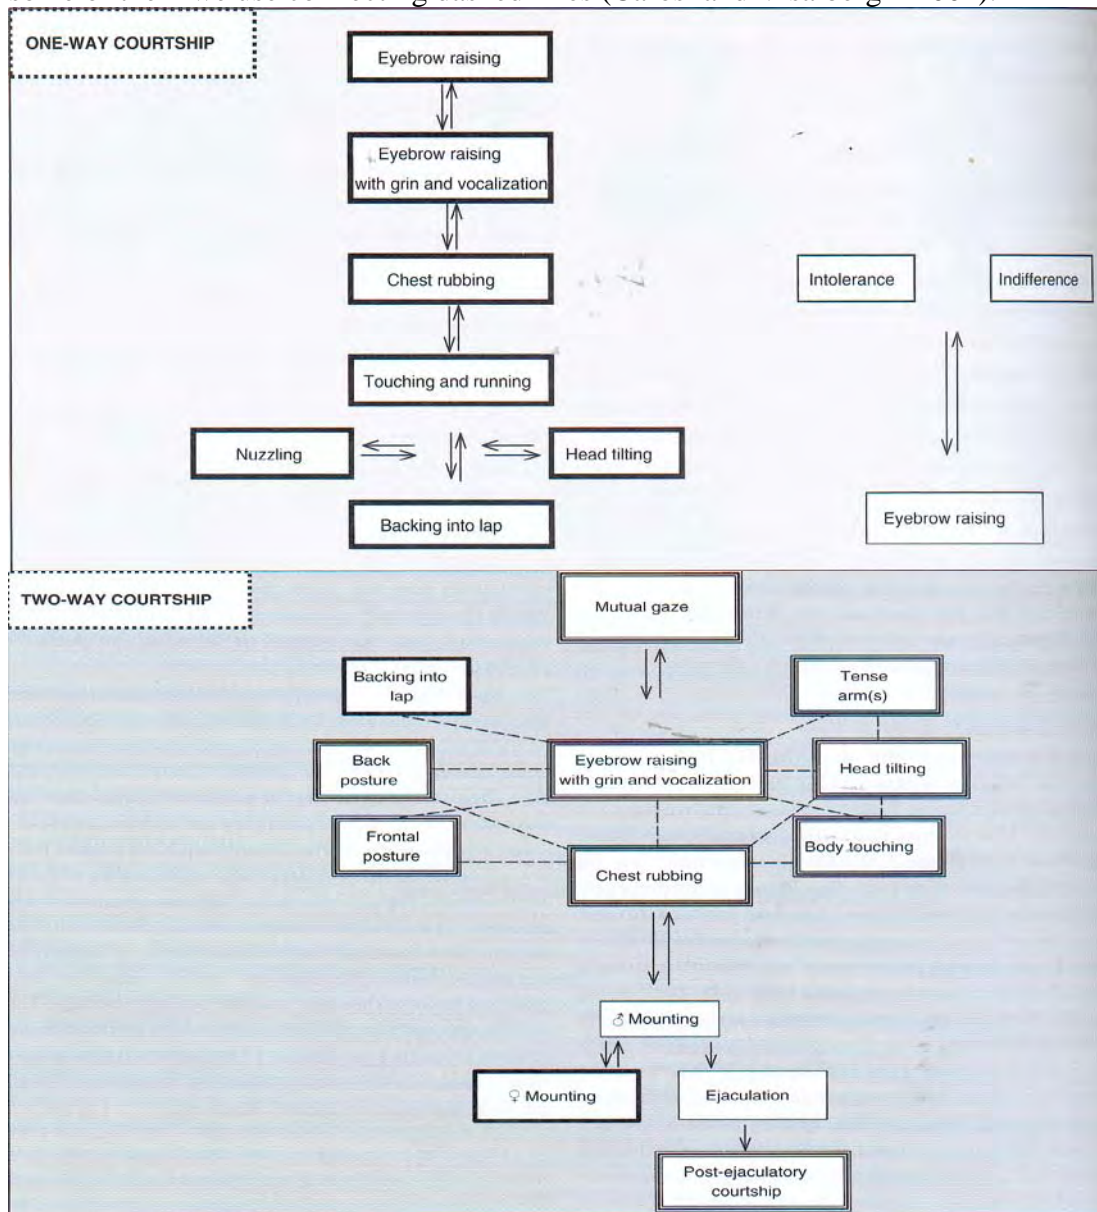 connecting dashed lines
ONE-WAY COURTSHIP
Eyebrow raising
Eyebrow raising
with grin and vocalization
Chest rubbing
Intolerance
Indifference
Touching and running
Nuzzling
Head tilting
Backing into lap
Eyebrow raising
TWO-WAY COURTSHIP
Mutual gaze
Backing into
lap
Tense
arm(s)
Back
posture
Eyebrow raising
with grin and vocalization
Head tilting
Frontal
posture
Chest rubbing
Body touching
♂ Mounting
♀ Mounting
Ejaculation
Post-ejaculatory
courtship